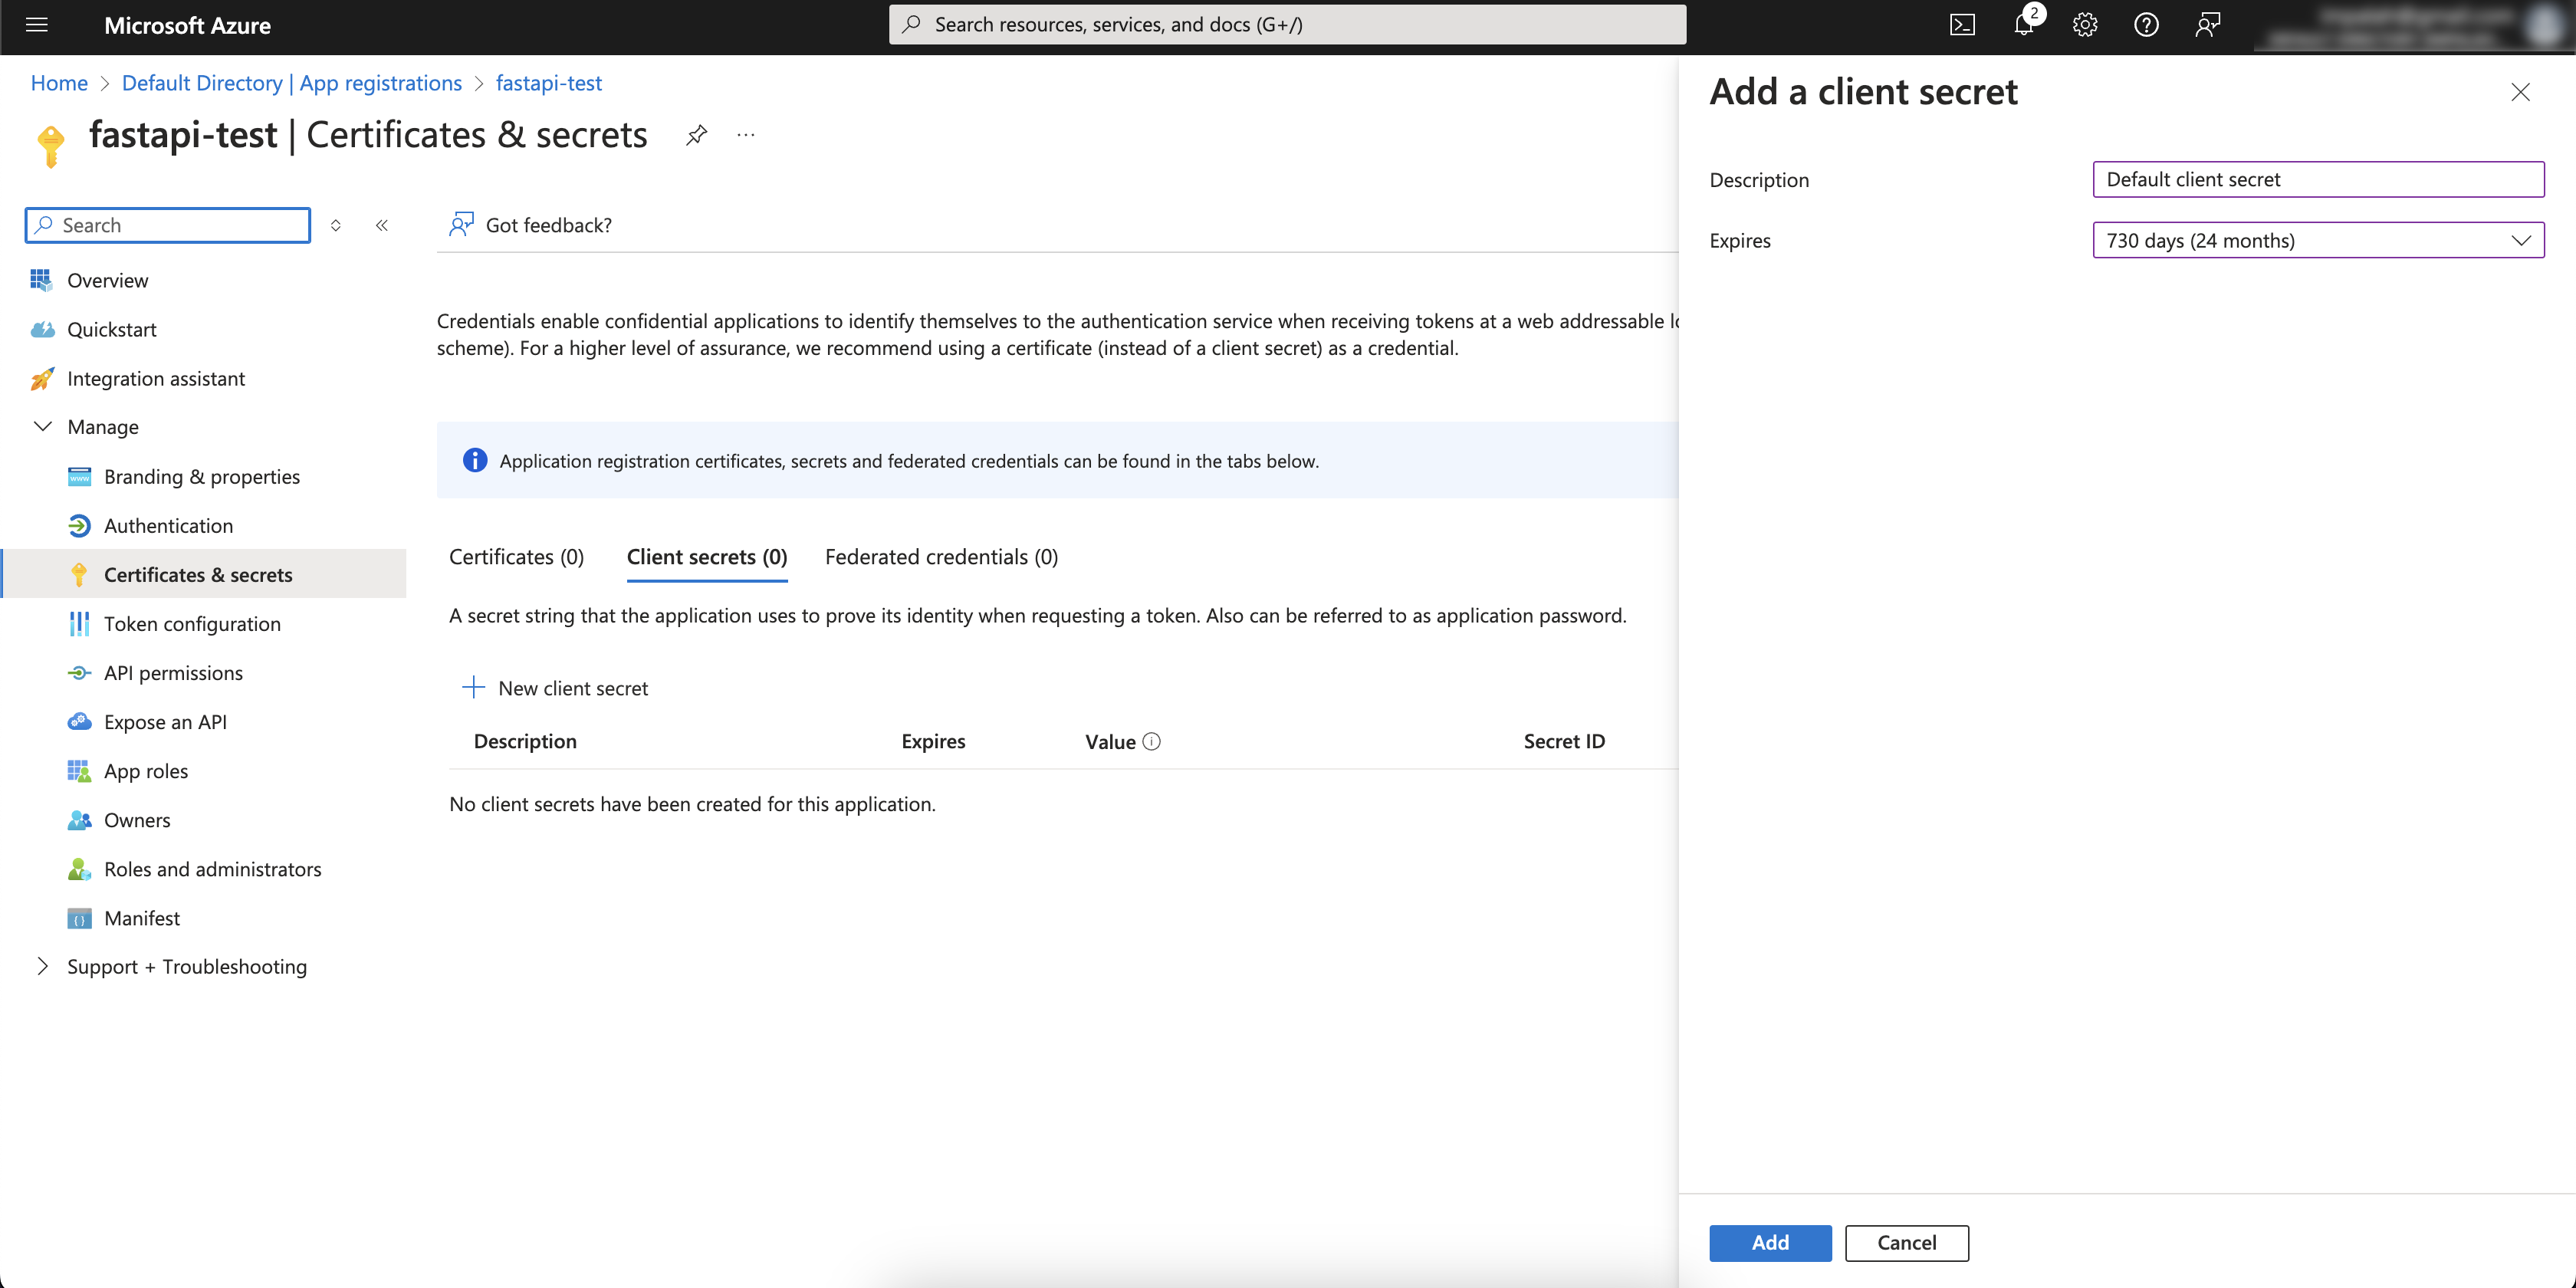 Microsoft Azure
Search resources, services, and docs (G+/)
2
Home > Default Directory | App registrations > fastapi-test
fastapi-test | Certificates & secrets
...
Search
Overview
Quickstart
Integration assistant
Manage
Branding & properties
Authentication
Certificates & secrets
Token configuration
API permissions
Expose an API
App roles
Owners
Roles and administrators
Manifest
Support + Troubleshooting
Got feedback?
Credentials enable confidential applications to identify themselves to the authentication service when receiving tokens at a web addressable
scheme). For a higher level of assurance, we recommend using a certificate (instead of a client secret) as a credential.
Application registration certificates, secrets and federated credentials can be found in the tabs below.
Certificates (0) Client secrets (0) Federated credentials (0)
A secret string that the application uses to prove its identity when requesting a token. Also can be referred to as application password.
New client secret
Description Expires Value Secret ID
No client secrets have been created for this application.
Add a client secret
Description Default client secret
Expires 730 days (24 months)
Add Cancel